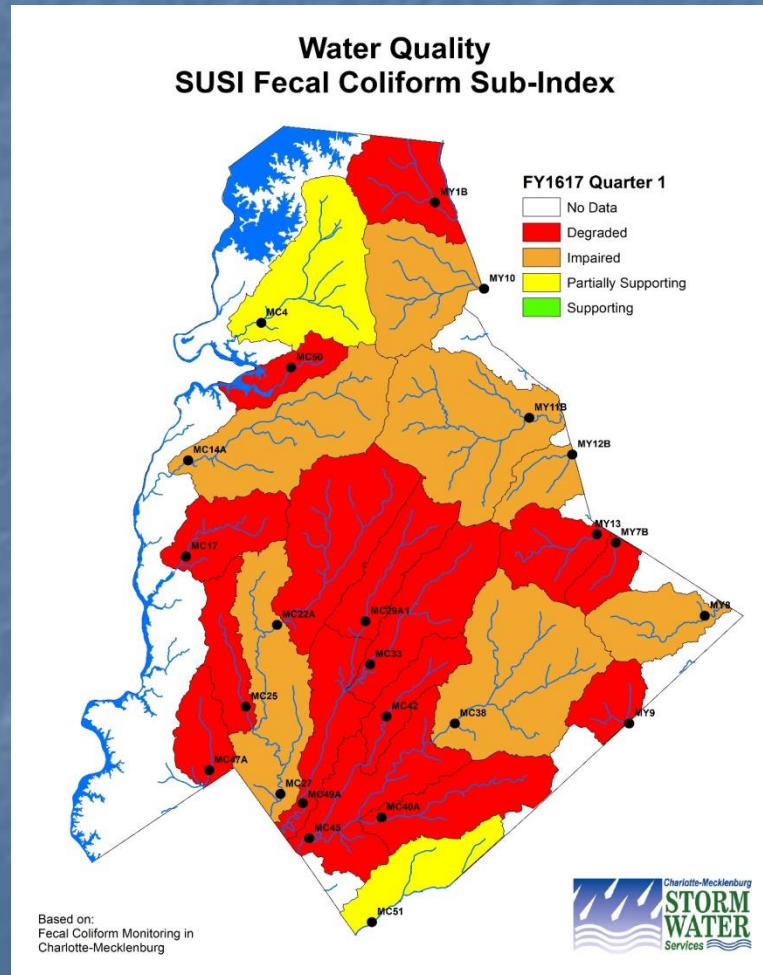 Water Quality
SUSI Fecal Coliform Sub-Index
FY1617 Quarter 1
No Data
Degraded
Impaired
Partially Supporting
Supporting
MY1B
MY10
MC4
MC50
MY11B
MY12B
MC14A
MY13
MY7B
MC17
MY8
MC22A
MC29A1
MC33
MC25
MC42
MC38
MY9
MC47A
MC27
MC49A
MC40A
MC45
MC51
Based on:
Fecal Coliform Monitoring in
Charlotte-Mecklenburg
Charlotte-Mecklenburg
STORM
WATER
Services